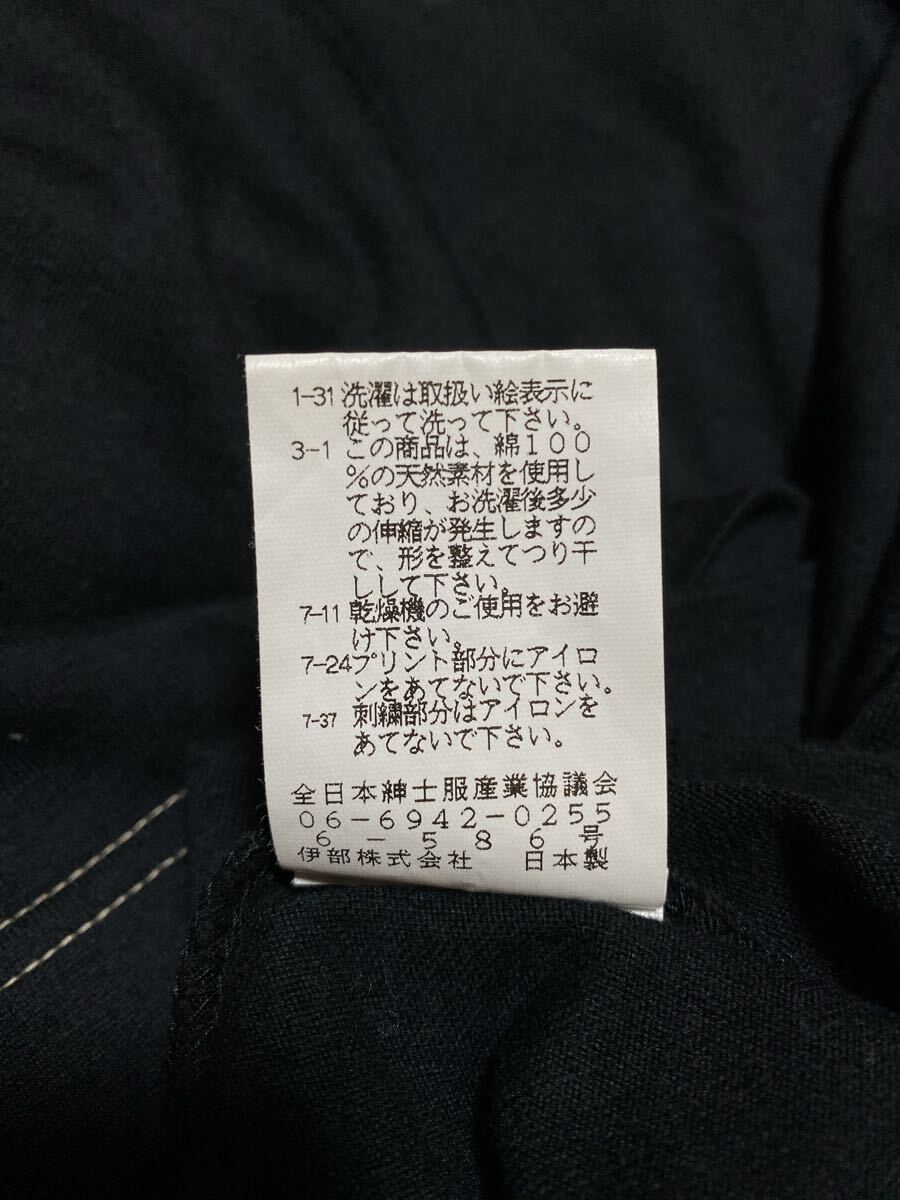 1-31 洗濯は取扱い絵表示に
従って洗って下さい。
3-1 この商品は、綿100
%の天然素材を使用し
ており、お洗濯後多少
の伸縮が発生しますの
で、形を整えてつり干
しして下さい。
7-11 乾燥機のご使用をお避
け下さい。
7-24 プリント部分にアイロ
ンをあてないで下さい。
7-37 刺繍部分はアイロンを
あてないで下さい。
全日本紳士服産業協議会
06-6942-0255
6-586号
伊部株式会社 日本製